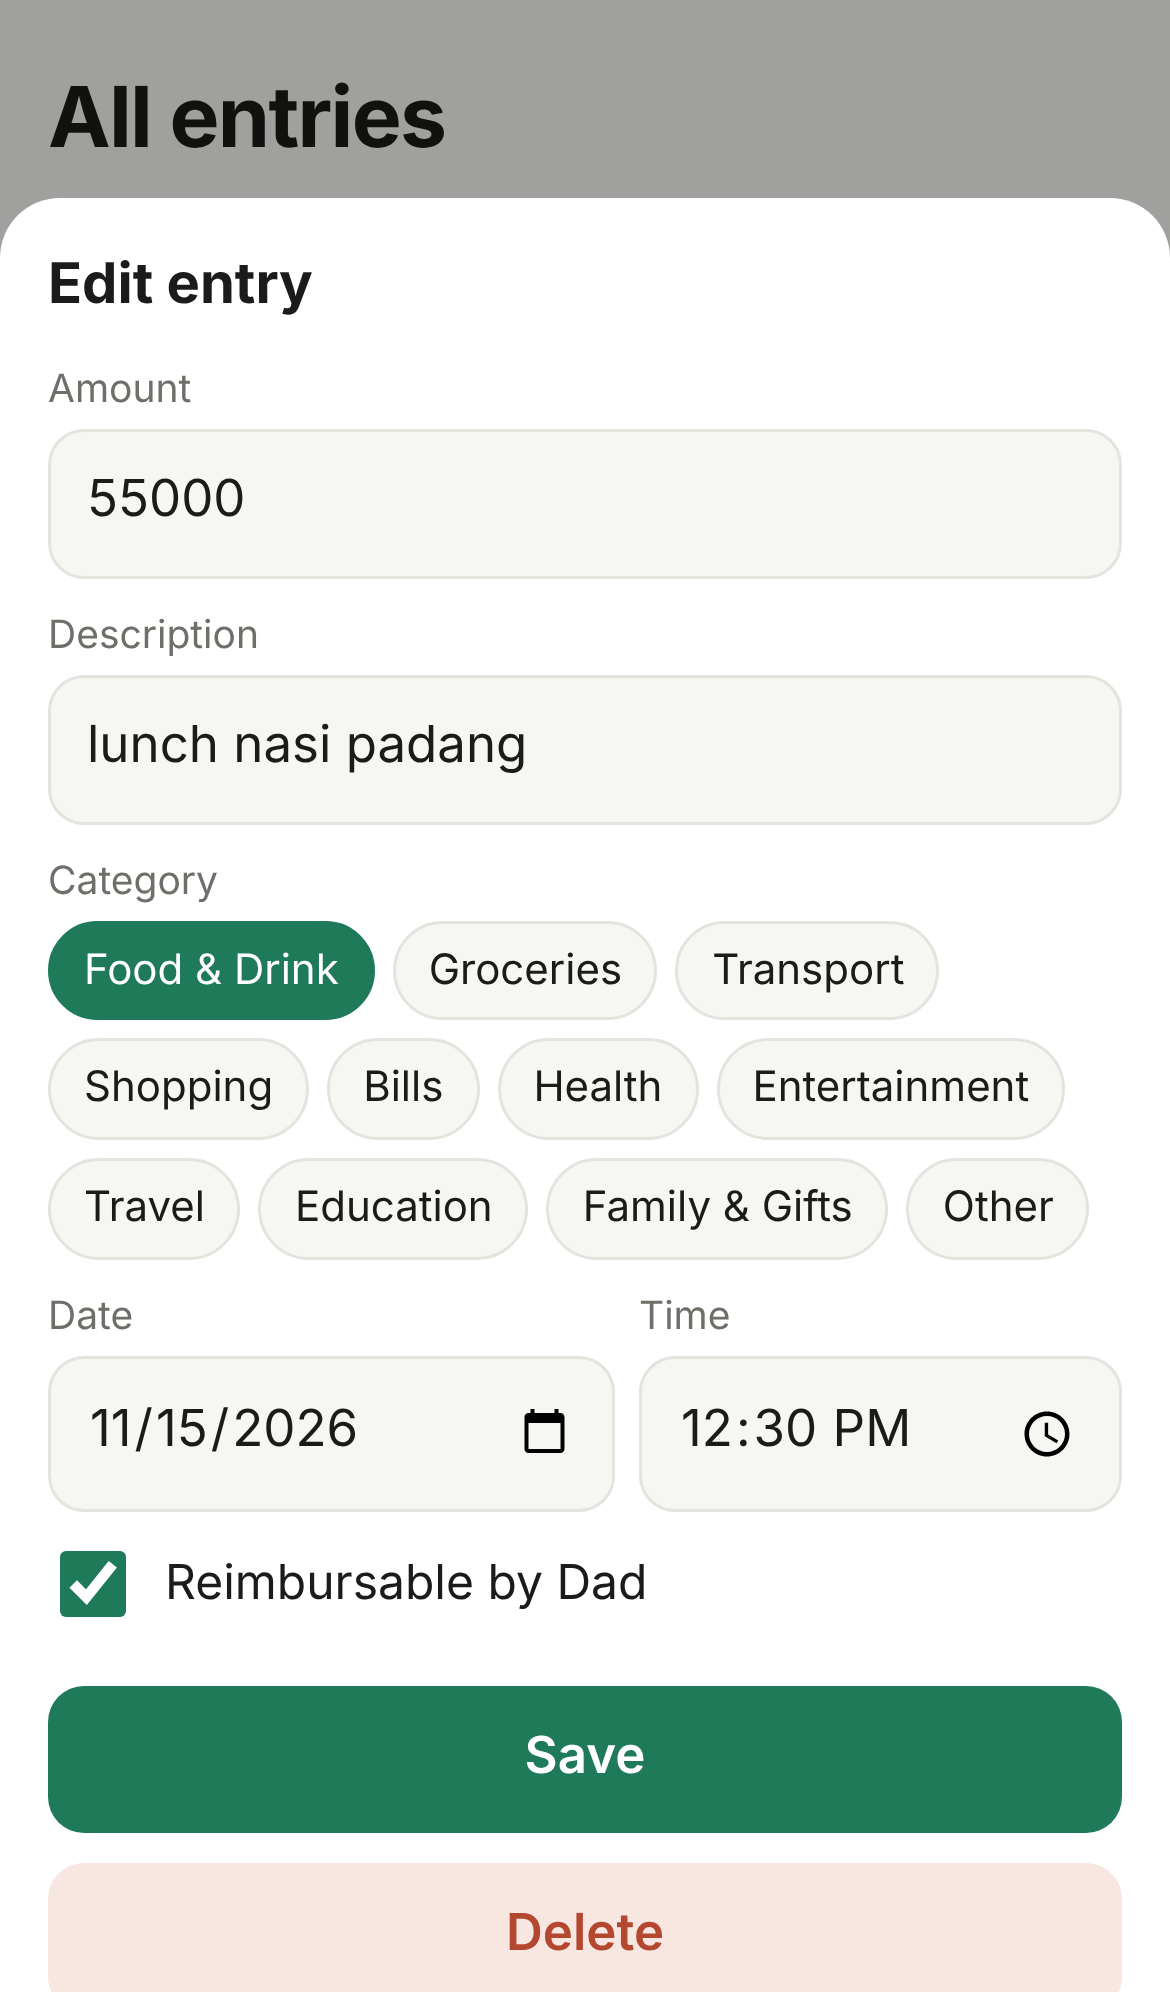 All entries
Edit entry
Amount
55000
Description
lunch nasi padang
Category
Food & Drink Groceries Transport
Shopping Bills Health Entertainment
Travel Education Family & Gifts Other
Date Time
11/15/2026 12:30 PM
Reimbursable by Dad
Save
Delete